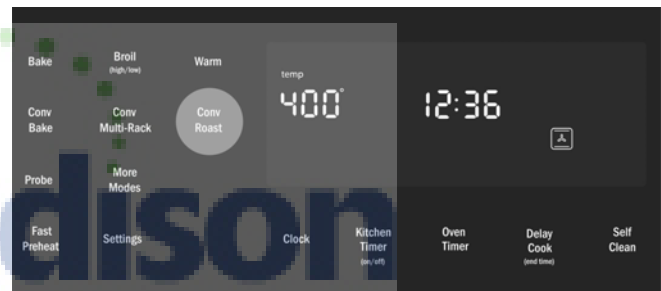 Bake
Broil
(high/low)
Warm
temp
400°
12:36
Conv
Bake
Conv
Multi-Rack
Conv
Roast
Probe
More
Modes
Fast
Preheat
Settings
Clock
Kitchen
Timer
(on/off)
Oven
Timer
Delay
Cook
(end time)
Self
Clean
dison